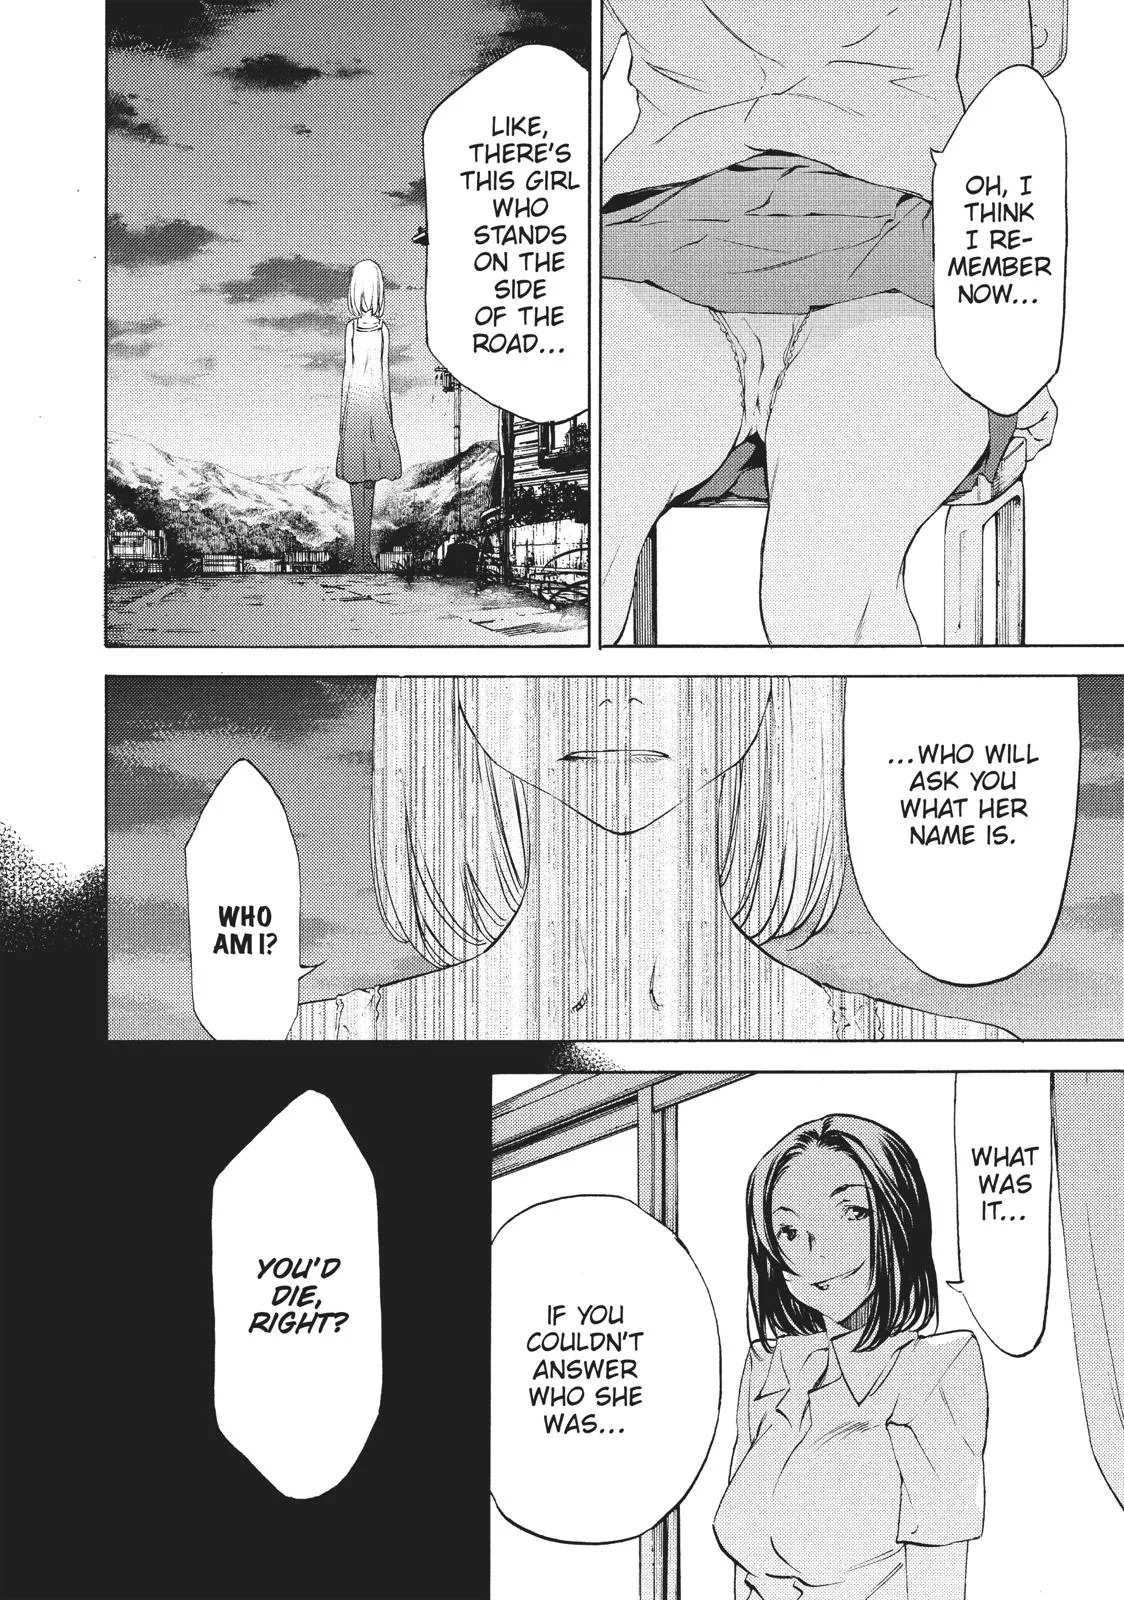 OH, I
THINK
I RE-
MEMBER
NOW...
LIKE,
THERE'S
THIS GIRL
WHO
STANDS
ON THE
SIDE
OF THE
ROAD...
...WHO WILL
ASK YOU
WHAT HER
NAME IS.
WHO
AM I?
WHAT
WAS
IT...
IF YOU
COULDN'T
ANSWER
WHO SHE
WAS...
YOU'D
DIE,
RIGHT?